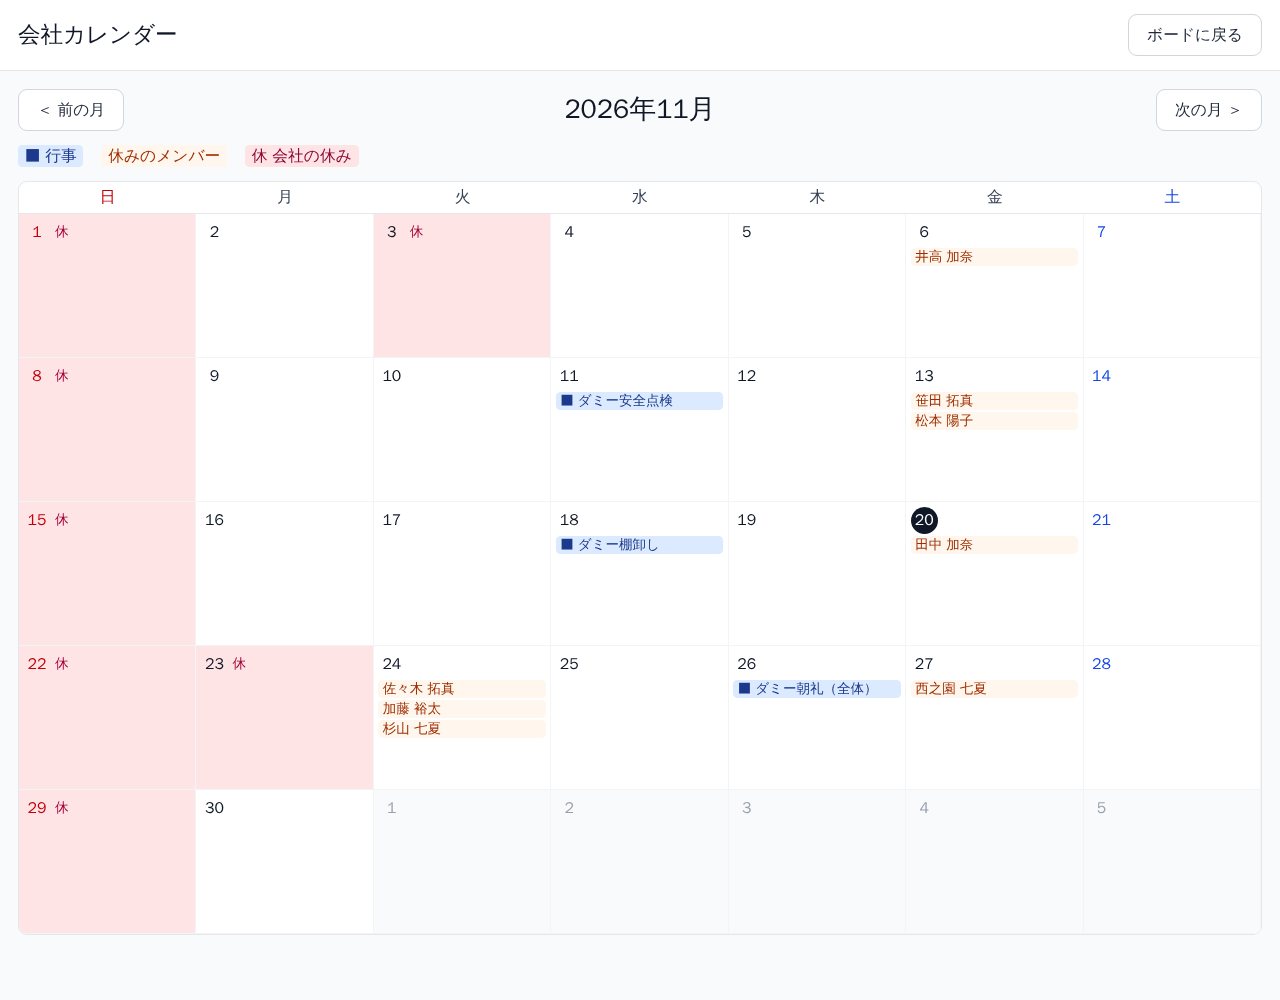 会社カレンダー
ボードに戻る
＜ 前の月
2026年11月
次の月 ＞
■ 行事 休みのメンバー 休 会社の休み
日 月 火 水 木 金 土
1 休 2 3 休 4 5 6 7
井高 加奈
8 休 9 10 11 12 13 14
■ ダミー安全点検 笹田 拓真
松本 陽子
15 休 16 17 18 19 20 21
■ ダミー棚卸し 田中 加奈
22 休 23 休 24 25 26 27 28
佐々木 拓真 ■ ダミー朝礼（全体） 西之園 七夏
加藤 裕太
杉山 七夏
29 休 30 1 2 3 4 5